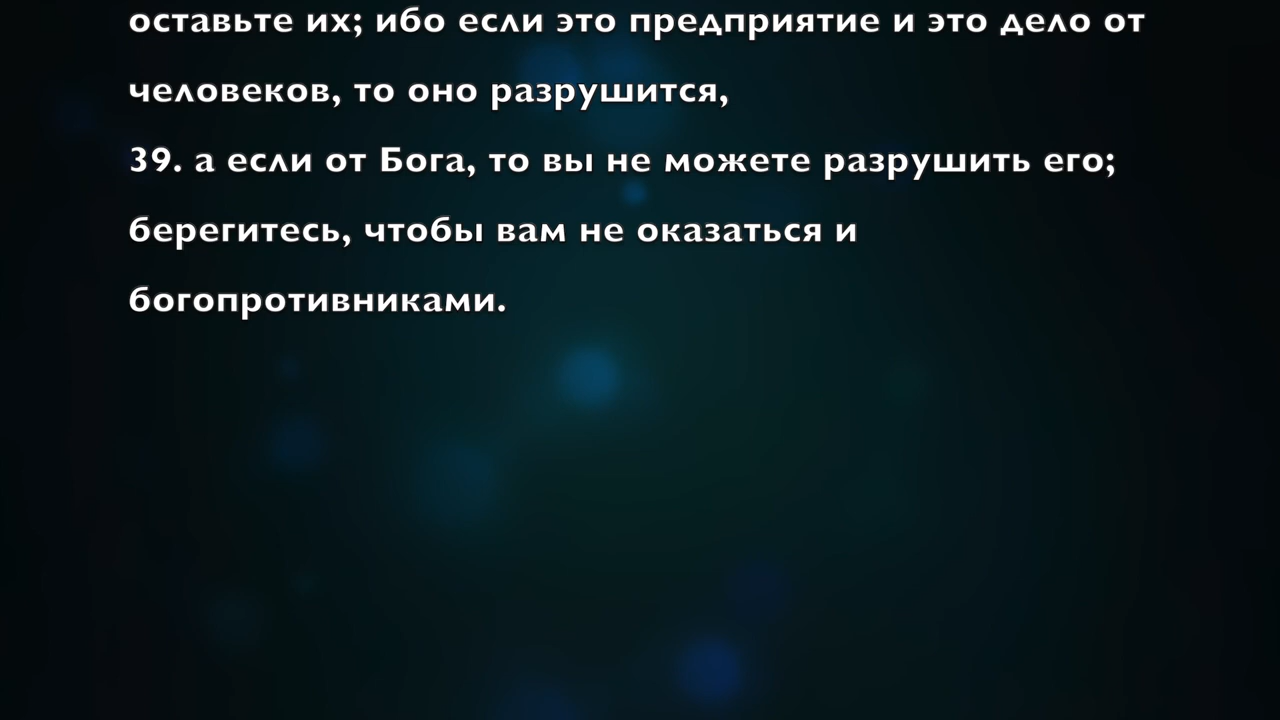 оставьте их; ибо если это предприятие и это дело от
человеков, то оно разрушится,
39. а если от Бога, то вы не можете разрушить его;
берегитесь, чтобы вам не оказаться и
богопротивниками.